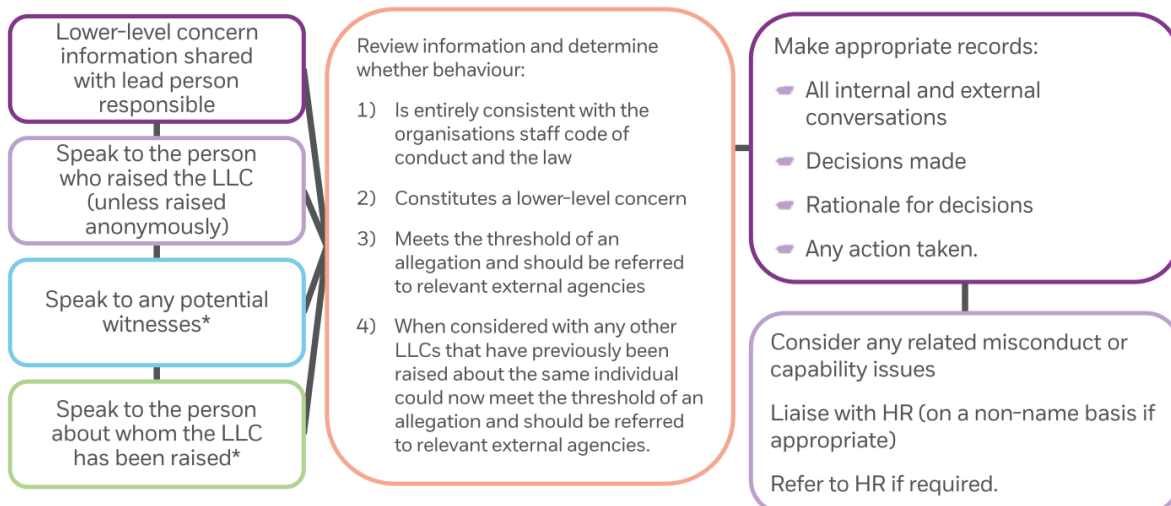 Lower-level concern
information shared
with lead person
responsible
Speak to the person
who raised the LLC
(unless raised
anonymously)
Speak to any potential
witnesses*
Speak to the person
about whom the LLC
has been raised*
Review information and determine
whether behaviour:
1) Is entirely consistent with the
organisations staff code of
conduct and the law
2) Constitutes a lower-level concern
3) Meets the threshold of an
allegation and should be referred
to relevant external agencies
4) When considered with any other
LLCs that have previously been
raised about the same individual
could now meet the threshold of an
allegation and should be referred
to relevant external agencies.
Make appropriate records:
All internal and external
conversations
Decisions made
Rationale for decisions
Any action taken.
Consider any related misconduct or
capability issues
Liaise with HR (on a non-name basis if
appropriate)
Refer to HR if required.